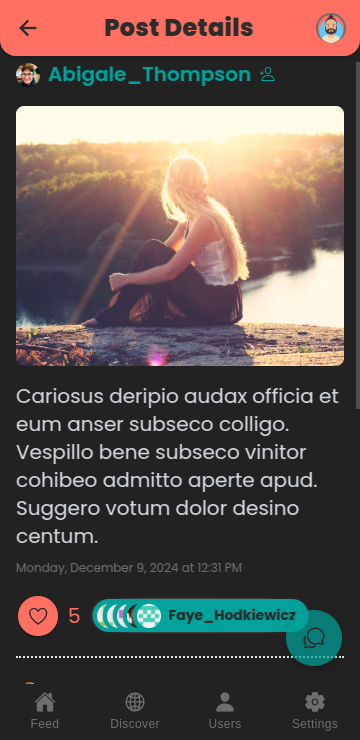 Post Details
Abigale_Thompson
Cariosus deripio audax officia et
eum anser subseco colligo.
Vespillo bene subseco vinitor
cohibeo admitto aperte apud.
Suggero votum dolor desino
centum.
Monday, December 9, 2024 at 12:31 PM
5
Faye_Hodkiewicz
Feed
Discover
Users
Settings